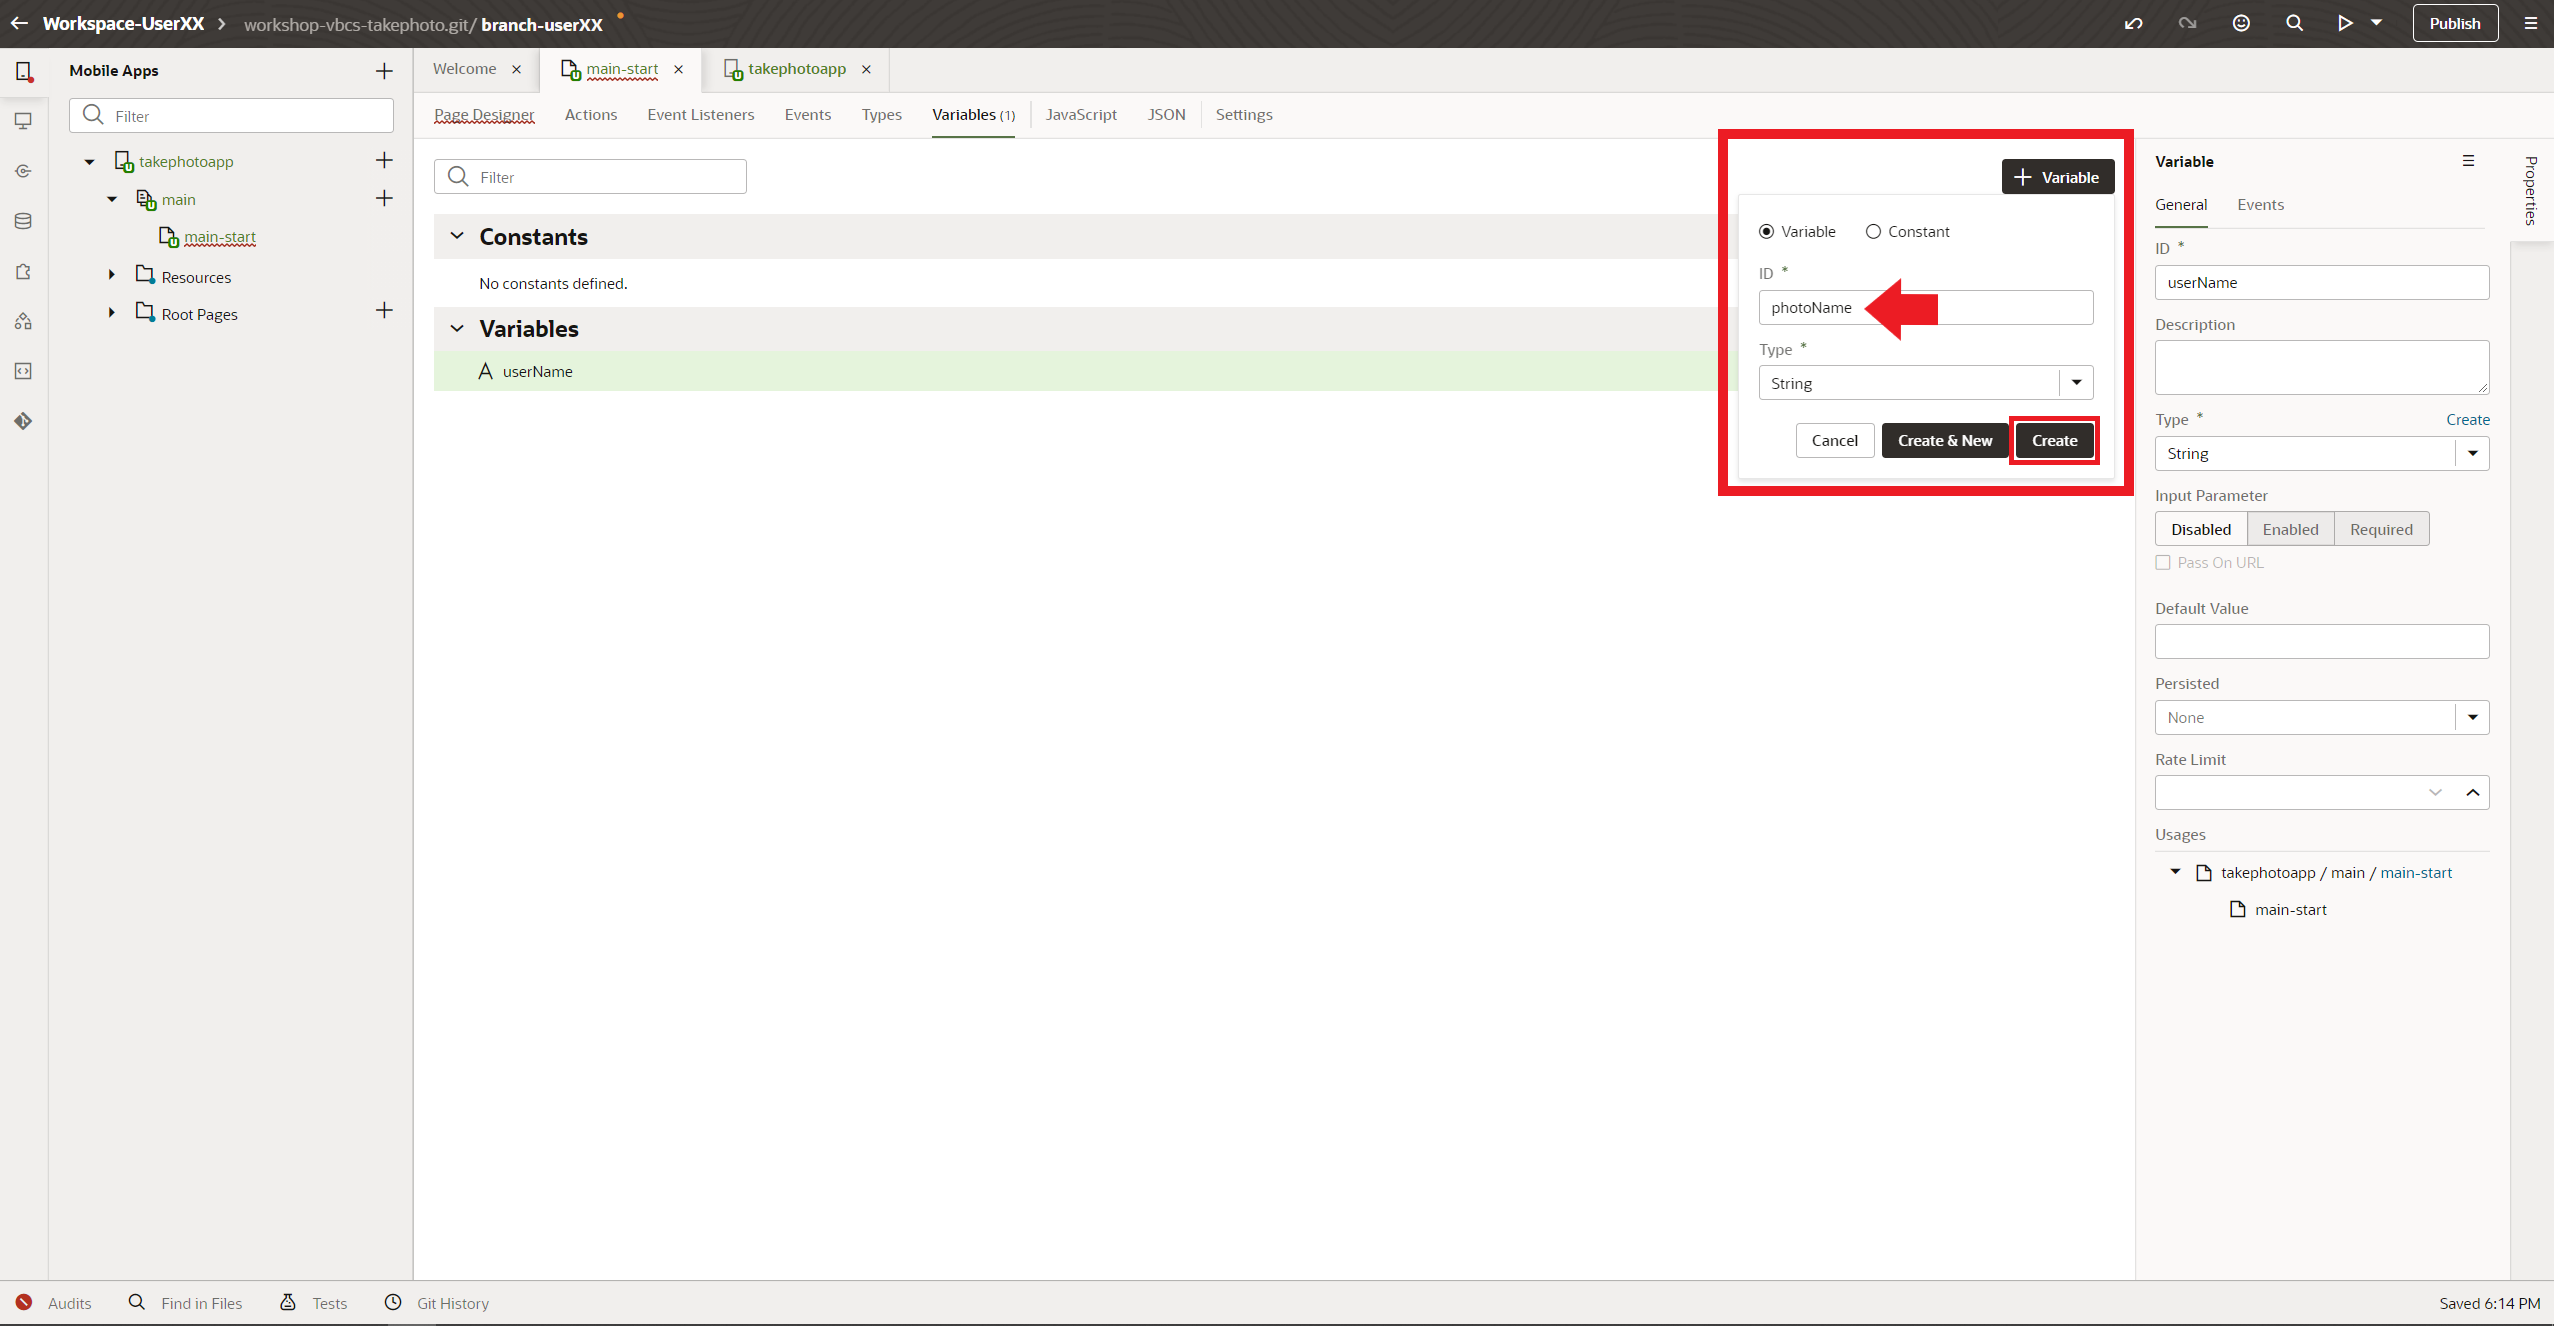 Workspace-UserXX > workshop-vbcs-takephoto.git/ branch-userXX
Publish
Mobile Apps
Filter
takephotoapp
main
main-start
Resources
Root Pages
Welcome
main-start
takephotoapp
Page Designer
Actions
Event Listeners
Events
Types
Variables (1)
JavaScript
JSON
Settings
Filter
Constants
No constants defined.
Variables
userName
+ Variable
Variable
Constant
ID *
photoName
Type *
String
Cancel
Create & New
Create
Variable
General
Events
ID *
userName
Description
Type *
Create
String
Input Parameter
Disabled
Enabled
Required
Pass On URL
Default Value
Persisted
None
Rate Limit
Usages
takephotoapp / main / main-start
main-start
Properties
Audits
Find in Files
Tests
Git History
Saved 6:14 PM